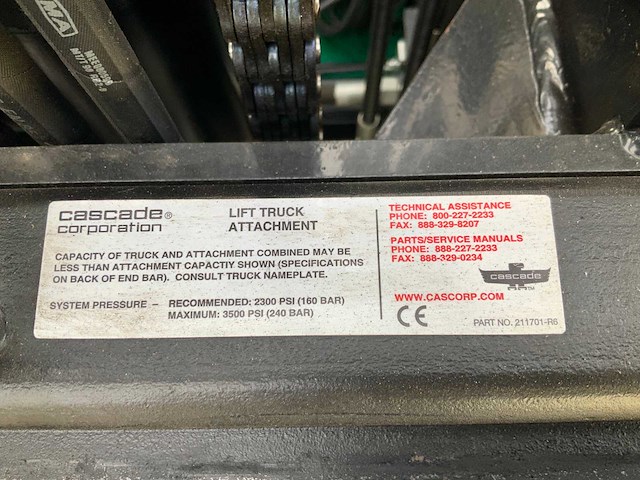 MA
cascade®
corporation
LIFT TRUCK
ATTACHMENT
CAPACITY OF TRUCK AND ATTACHMENT COMBINED MAY BE
LESS THAN ATTACHMENT CAPACTIY SHOWN (SPECIFICATIONS
ON BACK OF END BAR). CONSULT TRUCK NAMEPLATE.
SYSTEM PRESSURE – RECOMMENDED: 2300 PSI (160 BAR)
MAXIMUM: 3500 PSI (240 BAR)
TECHNICAL ASSISTANCE
PHONE: 800-227-2233
FAX: 888-329-8207
PARTS/SERVICE MANUALS
PHONE: 888-227-2233
FAX: 888-329-0234
cascade
WWW.CASCORP.COM
CE
PART NO. 211701-R6